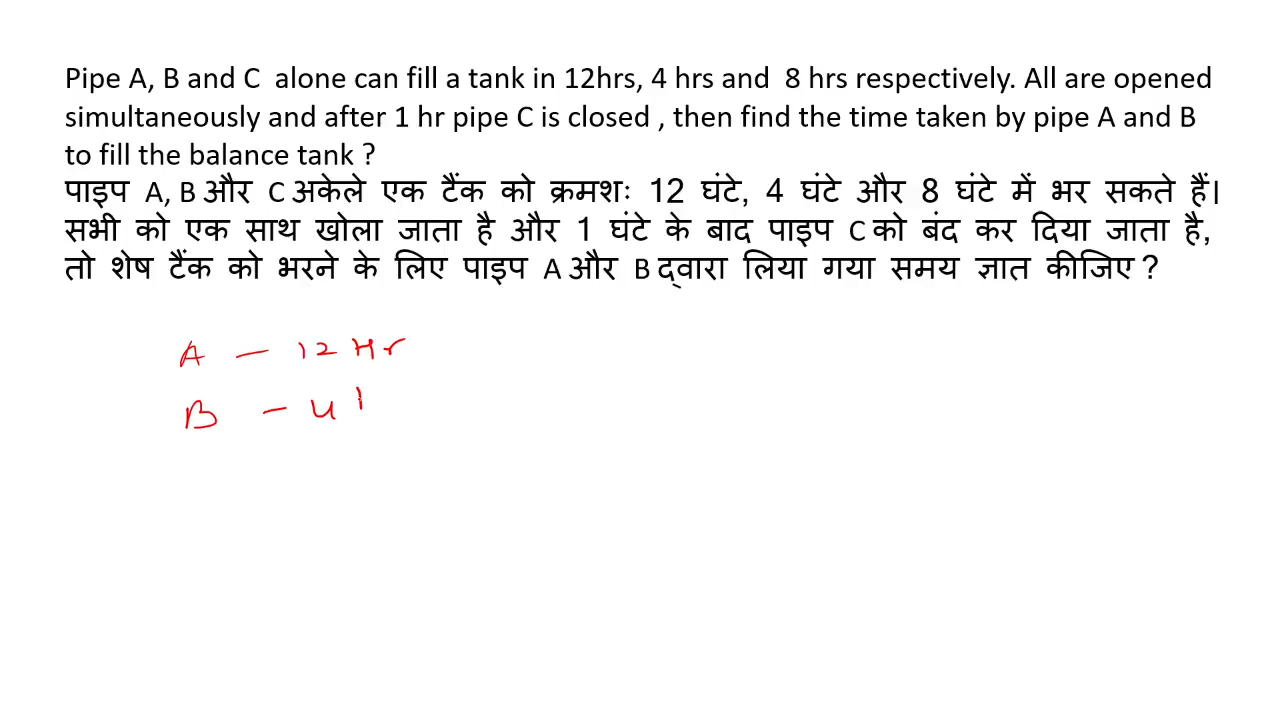 Pipe A, B and C alone can fill a tank in 12hrs, 4 hrs and 8 hrs respectively. All are opened
simultaneously and after 1 hr pipe C is closed , then find the time taken by pipe A and B
to fill the balance tank ?
पाइप A, B और C अकेले एक टैंक को क्रमशः 12 घंटे, 4 घंटे और 8 घंटे में भर सकते हैं।
सभी को एक साथ खोला जाता है और 1 घंटे के बाद पाइप C को बंद कर दिया जाता है,
तो शेष टैंक को भरने के लिए पाइप A और B द्वारा लिया गया समय ज्ञात कीजिए ?
A — 12 Hr
B – 4